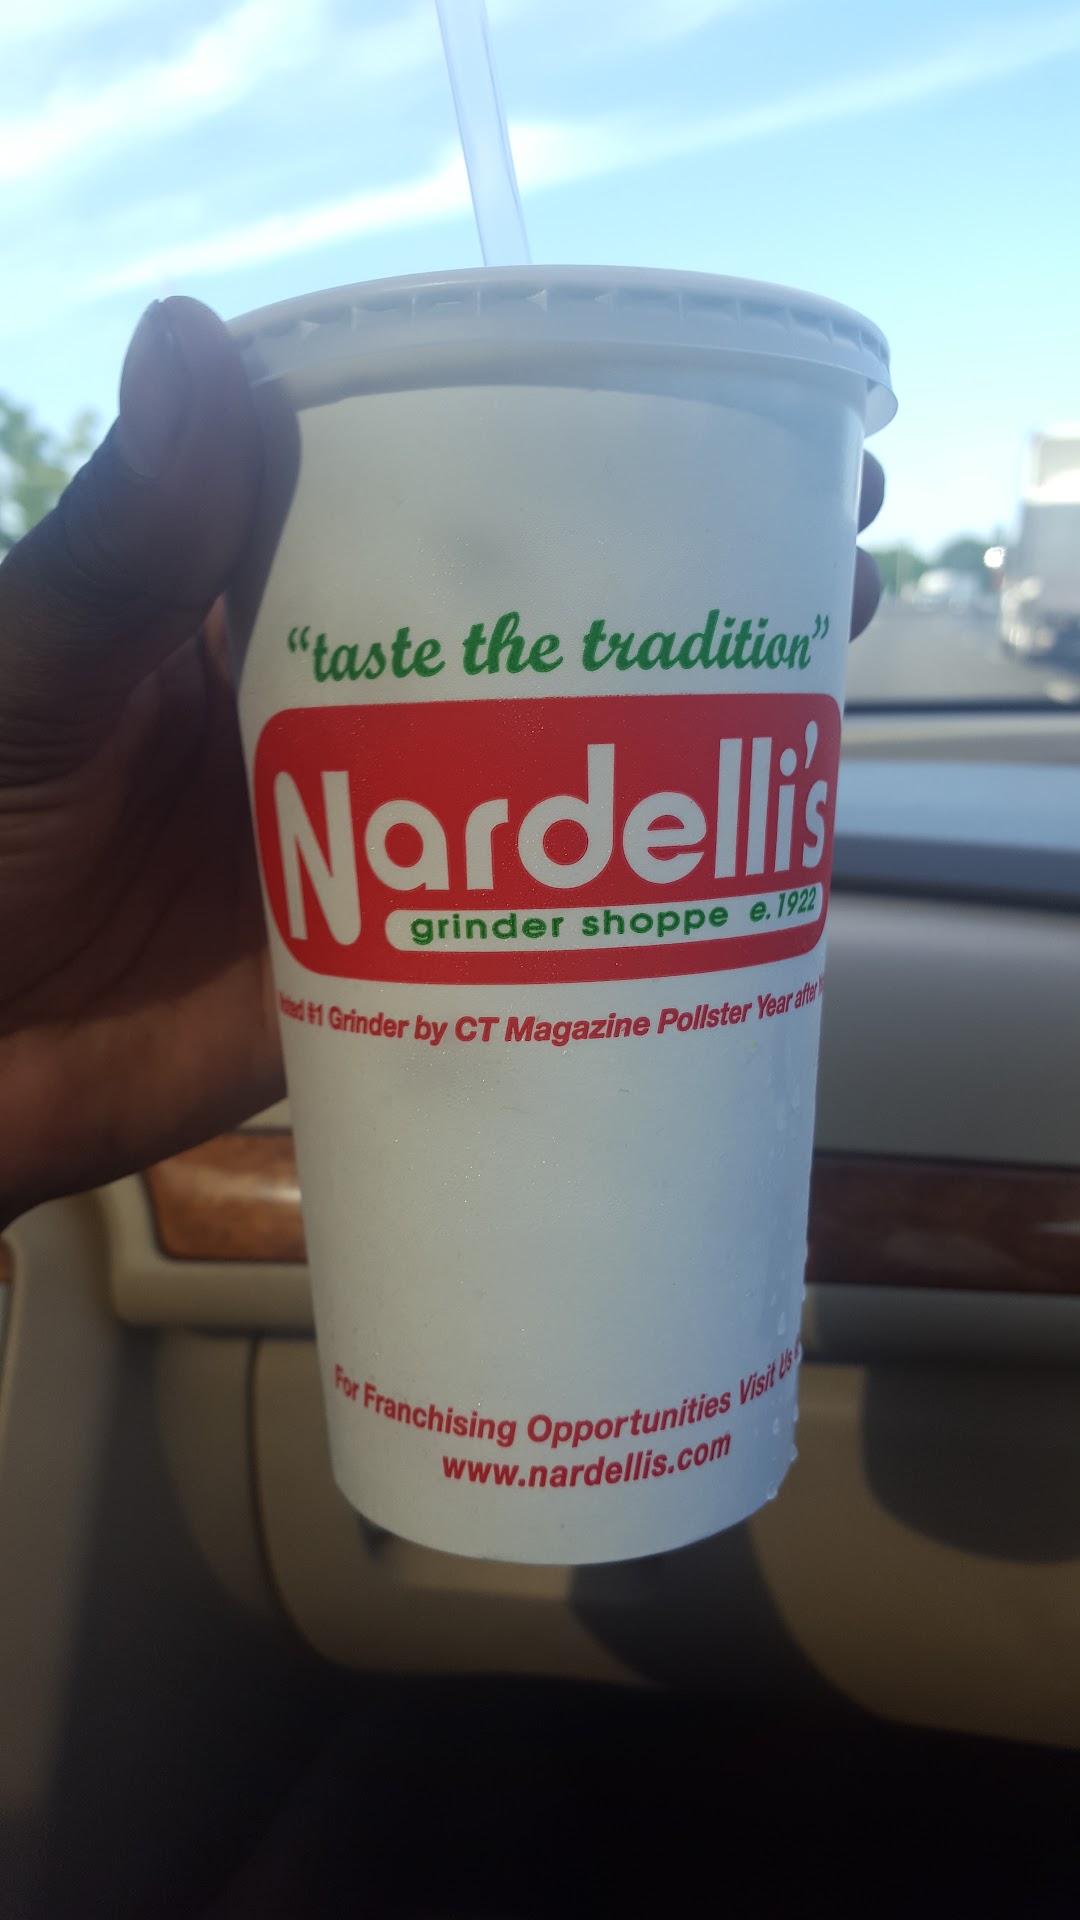 “taste the tradition”
Nardelli's
grinder shoppe e. 1922
Rated #1 Grinder by CT Magazine Pollster Year after
For Franchising Opportunities Visit Us
www.nardellis.com